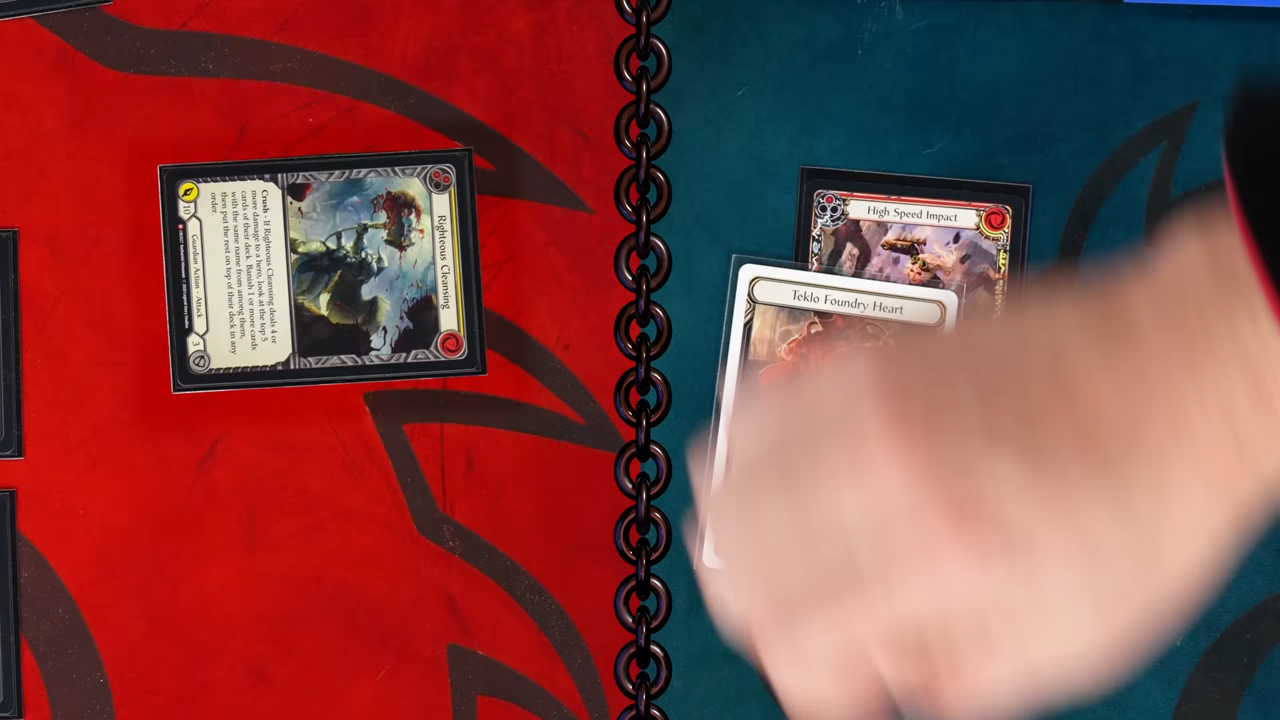 Righteous Cleansing
Crush - If Righteous Cleansing deals 4 or
more damage to a hero, look at the top 5
cards of their deck. Banish 1 or more cards
with the same name from among them,
then put the rest on top of their deck in any
order.
10
Guardian Action - Attack
3
High Speed Impact
Teklo Foundry Heart